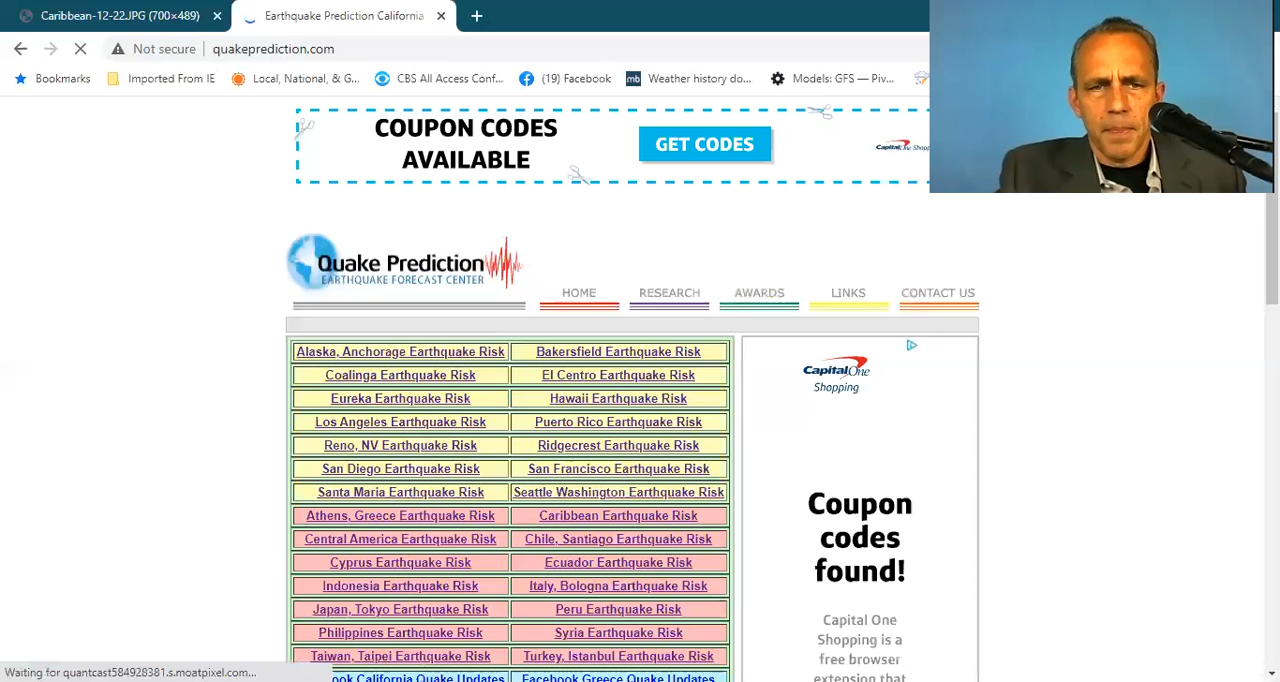 Caribbean-12-22.JPG (700×489)
Earthquake Prediction California
Not secure
quakeprediction.com
Bookmarks
Imported From IE
Local, National, & G...
CBS All Access Conf...
(19) Facebook
mb
Weather history do...
Models: GFS — Piv...
COUPON CODES
AVAILABLE
GET CODES
Capital One
Shopping
Quake Prediction
EARTHQUAKE FORECAST CENTER
HOME
RESEARCH
AWARDS
LINKS
CONTACT US
Alaska, Anchorage Earthquake Risk
Bakersfield Earthquake Risk
Coalinga Earthquake Risk
El Centro Earthquake Risk
Eureka Earthquake Risk
Hawaii Earthquake Risk
Los Angeles Earthquake Risk
Puerto Rico Earthquake Risk
Reno, NV Earthquake Risk
Ridgecrest Earthquake Risk
San Diego Earthquake Risk
San Francisco Earthquake Risk
Santa Maria Earthquake Risk
Seattle Washington Earthquake Risk
Athens, Greece Earthquake Risk
Caribbean Earthquake Risk
Central America Earthquake Risk
Chile, Santiago Earthquake Risk
Cyprus Earthquake Risk
Ecuador Earthquake Risk
Indonesia Earthquake Risk
Italy, Bologna Earthquake Risk
Japan, Tokyo Earthquake Risk
Peru Earthquake Risk
Philippines Earthquake Risk
Syria Earthquake Risk
Taiwan, Taipei Earthquake Risk
Turkey, Istanbul Earthquake Risk
ook California Quake Updates
Facebook Greece Quake Updates
Capital One
Shopping
Coupon
codes
found!
Capital One
Shopping is a
free browser
extension that
Waiting for quantcast584928381.s.moatpixel.com...